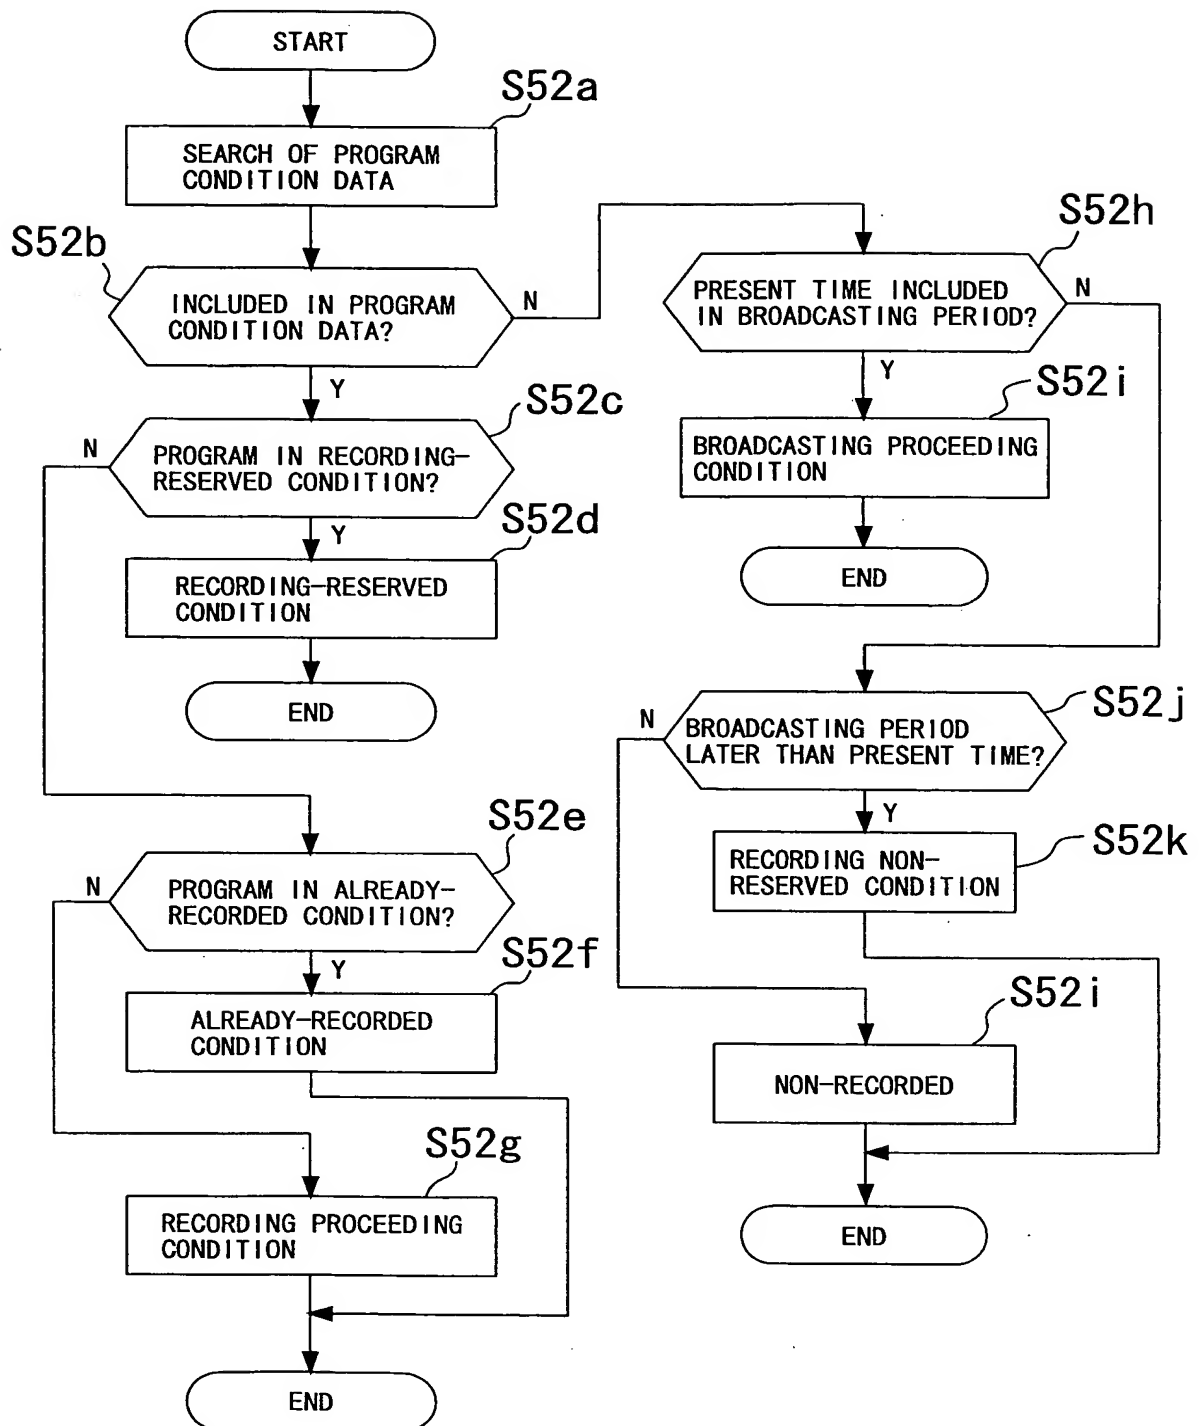 START
S52a
SEARCH OF PROGRAM
CONDITION DATA
S52b
INCLUDED IN PROGRAM
CONDITION DATA?
N
Y
S52c
N
PROGRAM IN RECORDING-
RESERVED CONDITION?
Y
S52d
RECORDING-RESERVED
CONDITION
END
S52e
N
PROGRAM IN ALREADY-
RECORDED CONDITION?
Y
S52f
ALREADY-RECORDED
CONDITION
S52g
RECORDING PROCEEDING
CONDITION
END
S52h
PRESENT TIME INCLUDED
IN BROADCASTING PERIOD?
N
Y
S52i
BROADCASTING PROCEEDING
CONDITION
END
S52j
N
BROADCASTING PERIOD
LATER THAN PRESENT TIME?
Y
S52k
RECORDING NON-
RESERVED CONDITION
S52i
NON-RECORDED
END